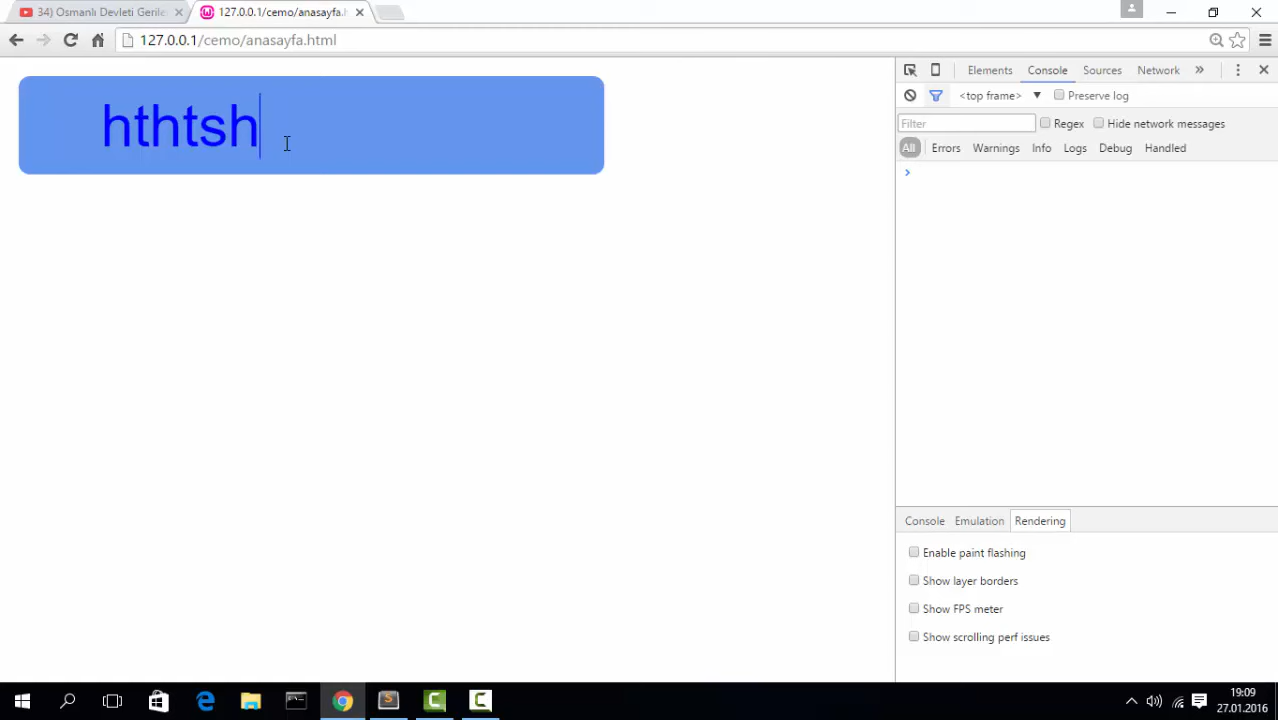 34) Osmanlı Devleti Gerile
127.0.0.1/cemo/anasayfa.h
127.0.0.1/cemo/anasayfa.html
hthtsh
Elements Console Sources Network »
<top frame> ▼ Preserve log
Filter Regex Hide network messages
All Errors Warnings Info Logs Debug Handled
>
Console Emulation Rendering
Enable paint flashing
Show layer borders
Show FPS meter
Show scrolling perf issues
19:09
27.01.2016